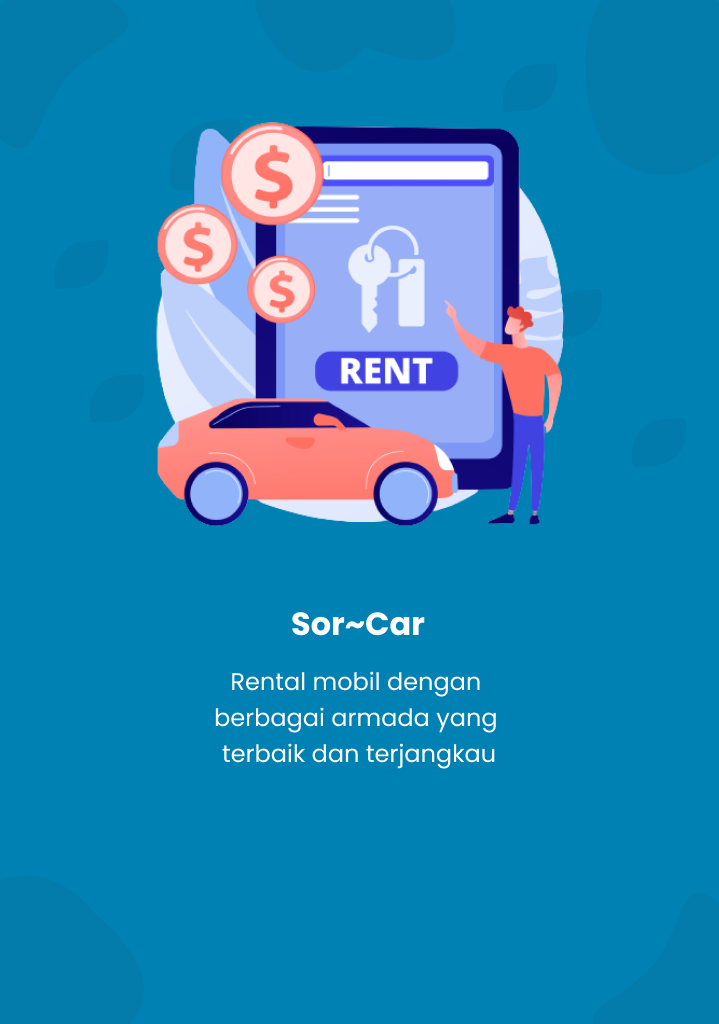 $
$
$
RENT
Sor~Car
Rental mobil dengan
berbagai armada yang
terbaik dan terjangkau